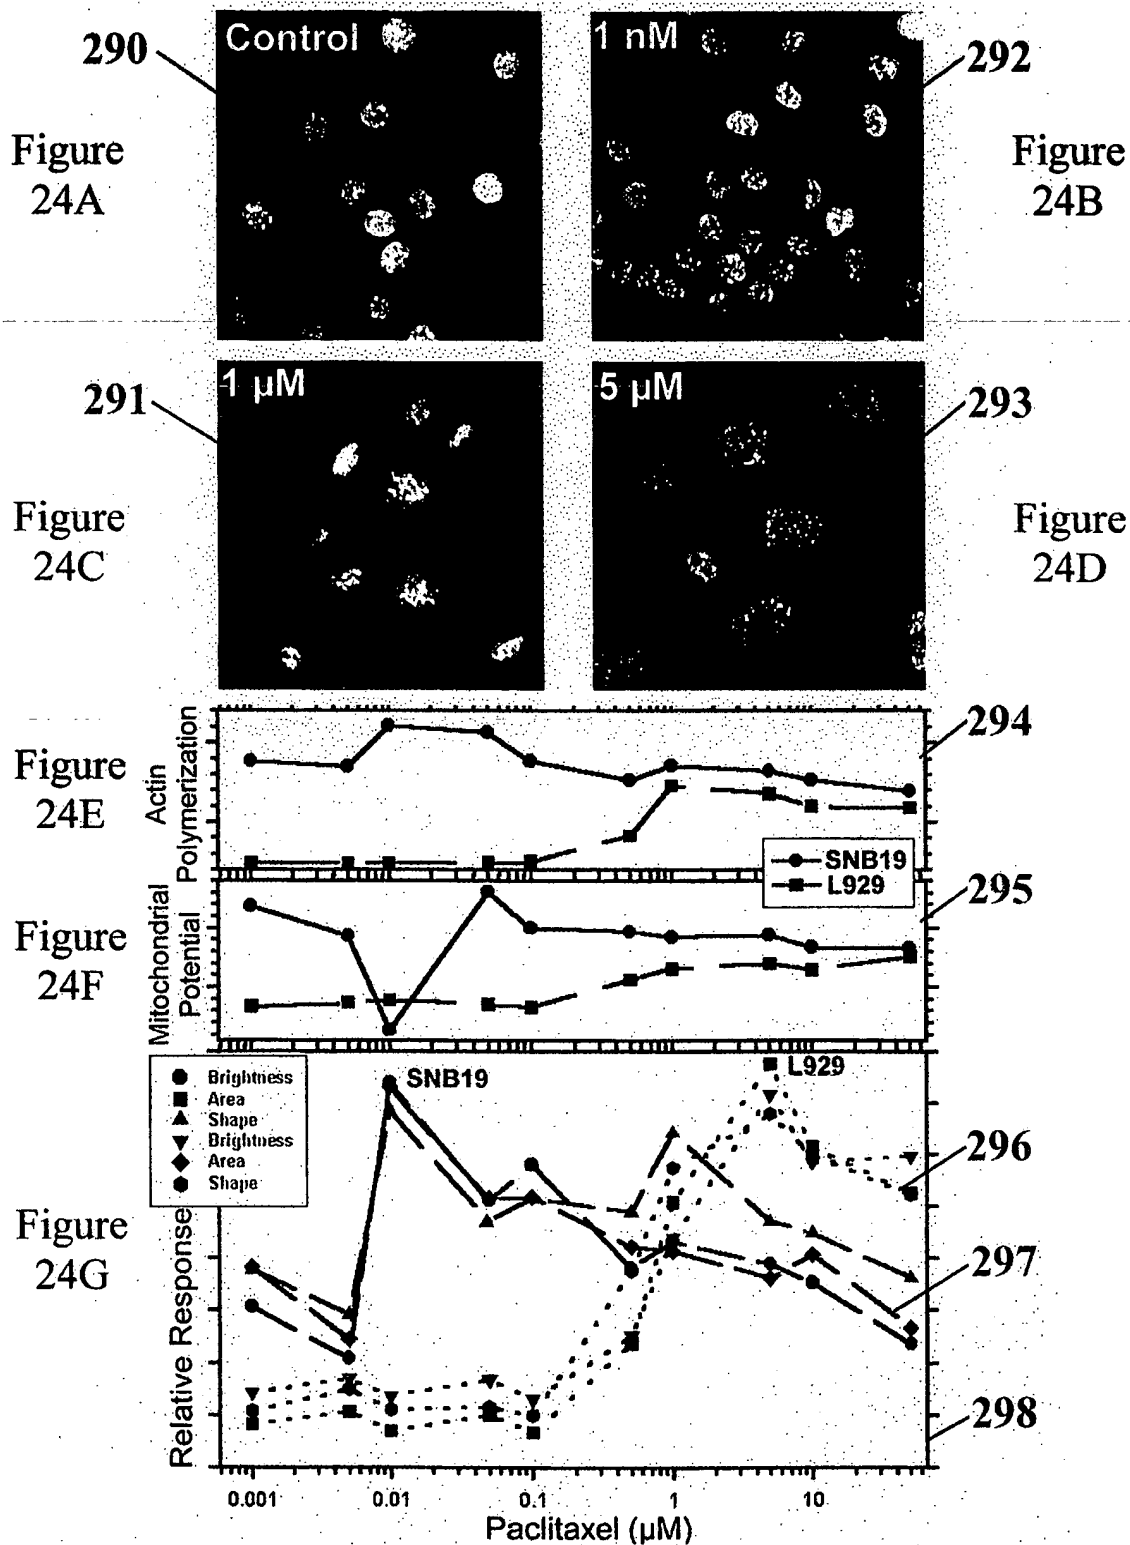 290
Control
1 nM
292
Figure
24A
Figure
24B
291
1 µM
5 µM
293
Figure
24C
Figure
24D
Figure
24E
Actin
Polymerization
294
SNB19
L929
Figure
24F
Mitochondrial
Potential
295
Brightness
Area
Shape
Brightness
Area
Shape
SNB19
L929
296
Figure
24G
Relative Response
297
298
0.001 0.01 0.1 1 10
Paclitaxel (µM)